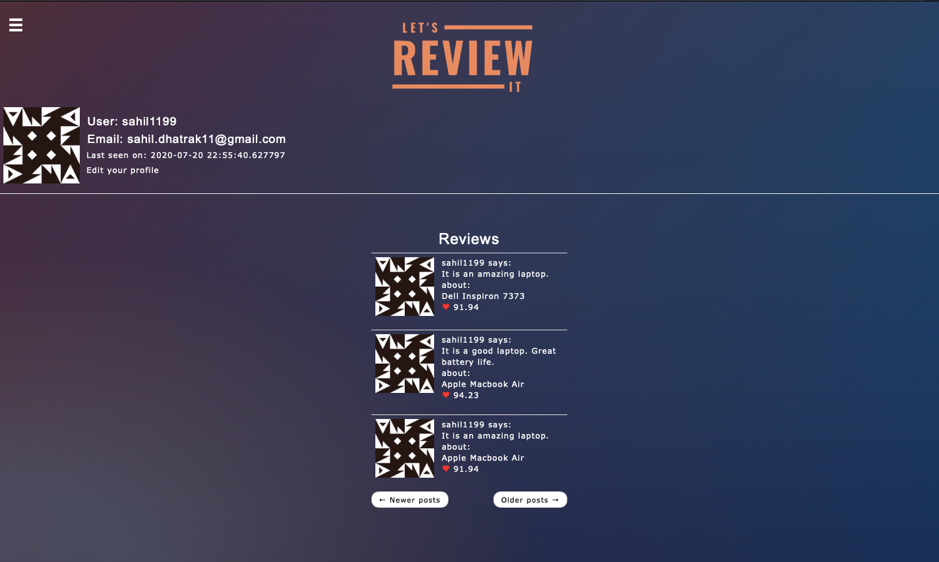 LET'S
REVIEW
IT
User: sahil1199
Email: sahil.dhatrak11@gmail.com
Last seen on: 2020-07-20 22:55:40.627797
Edit your profile
Reviews
sahil1199 says:
It is an amazing laptop.
about:
Dell Inspiron 7373
♥ 91.94
sahil1199 says:
It is a good laptop. Great
battery life.
about:
Apple Macbook Air
♥ 94.23
sahil1199 says:
It is an amazing laptop.
about:
Apple Macbook Air
♥ 91.94
← Newer posts
Older posts →